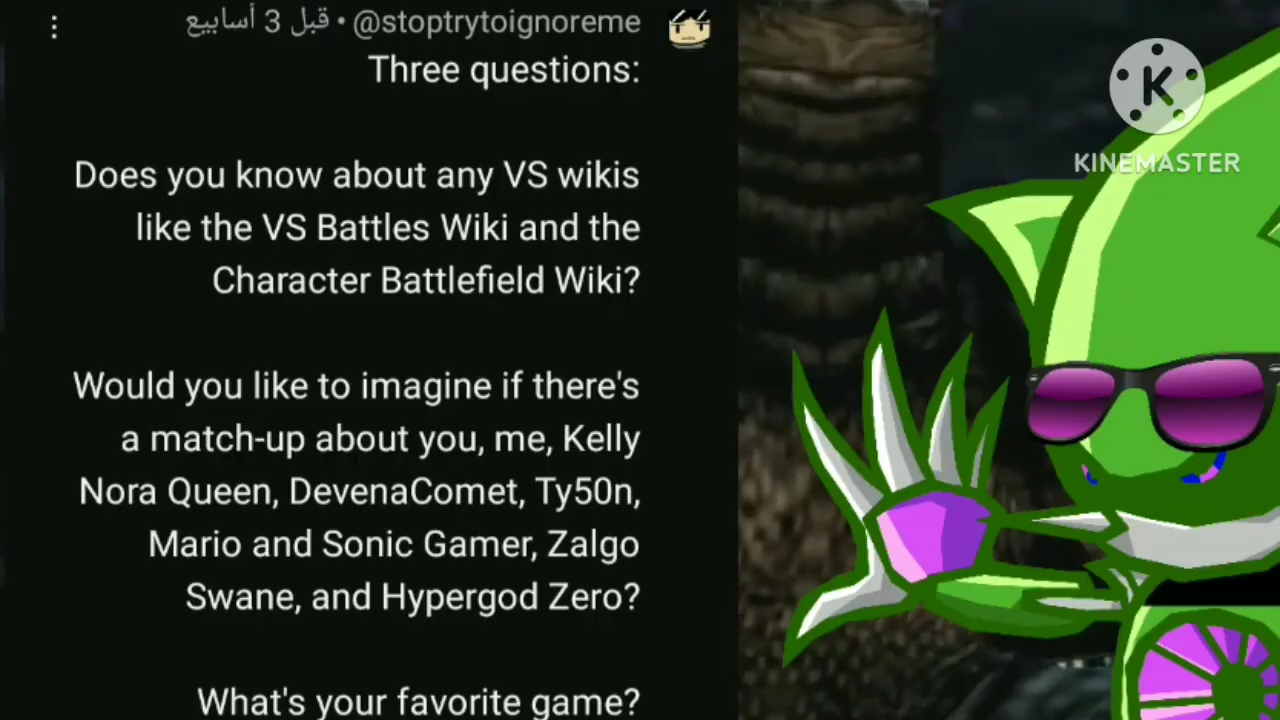 @stoptrytoignoreme • قبل 3 أسابيع
Three questions:
Does you know about any VS wikis
like the VS Battles Wiki and the
Character Battlefield Wiki?
Would you like to imagine if there's
a match-up about you, me, Kelly
Nora Queen, DevenaComet, Ty50n,
Mario and Sonic Gamer, Zalgo
Swane, and Hypergod Zero?
What's your favorite game?
K
KINEMASTER